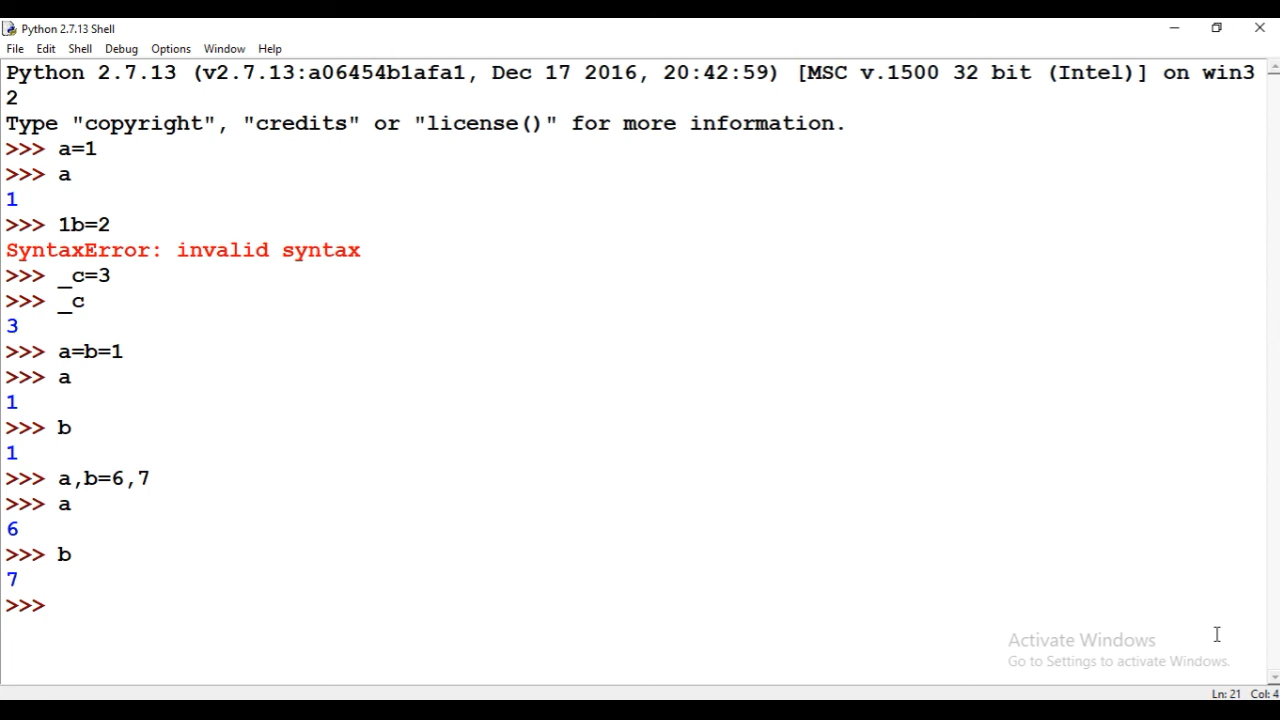 Python 2.7.13 Shell
File Edit Shell Debug Options Window Help
Python 2.7.13 (v2.7.13:a06454b1afa1, Dec 17 2016, 20:42:59) [MSC v.1500 32 bit (Intel)] on win3
2
Type "copyright", "credits" or "license()" for more information.
>>> a=1
>>> a
1
>>> 1b=2
SyntaxError: invalid syntax
>>> _c=3
>>> _c
3
>>> a=b=1
>>> a
1
>>> b
1
>>> a,b=6,7
>>> a
6
>>> b
7
>>>
Activate Windows
Go to Settings to activate Windows.
Ln: 21 Col: 4